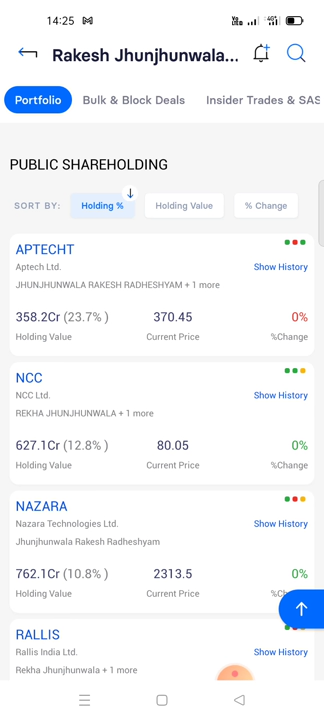 14:25
Rakesh Jhunjhunwala...
Portfolio
Bulk & Block Deals
Insider Trades & SAS
PUBLIC SHAREHOLDING
SORT BY:
Holding %
Holding Value
% Change
APTECHT
Aptech Ltd.
Show History
JHUNJHUNWALA RAKESH RADHESHYAM + 1 more
358.2Cr (23.7% )
370.45
0%
Holding Value
Current Price
%Change
NCC
NCC Ltd.
Show History
REKHA JHUNJHUNWALA + 1 more
627.1Cr (12.8% )
80.05
0%
Holding Value
Current Price
%Change
NAZARA
Nazara Technologies Ltd.
Show History
Jhunjhunwala Rakesh Radheshyam
762.1Cr (10.8% )
2313.5
0%
Holding Value
Current Price
%Ch
RALLIS
Rallis India Ltd.
Show History
Rekha Jhunjhunwala + 1 more